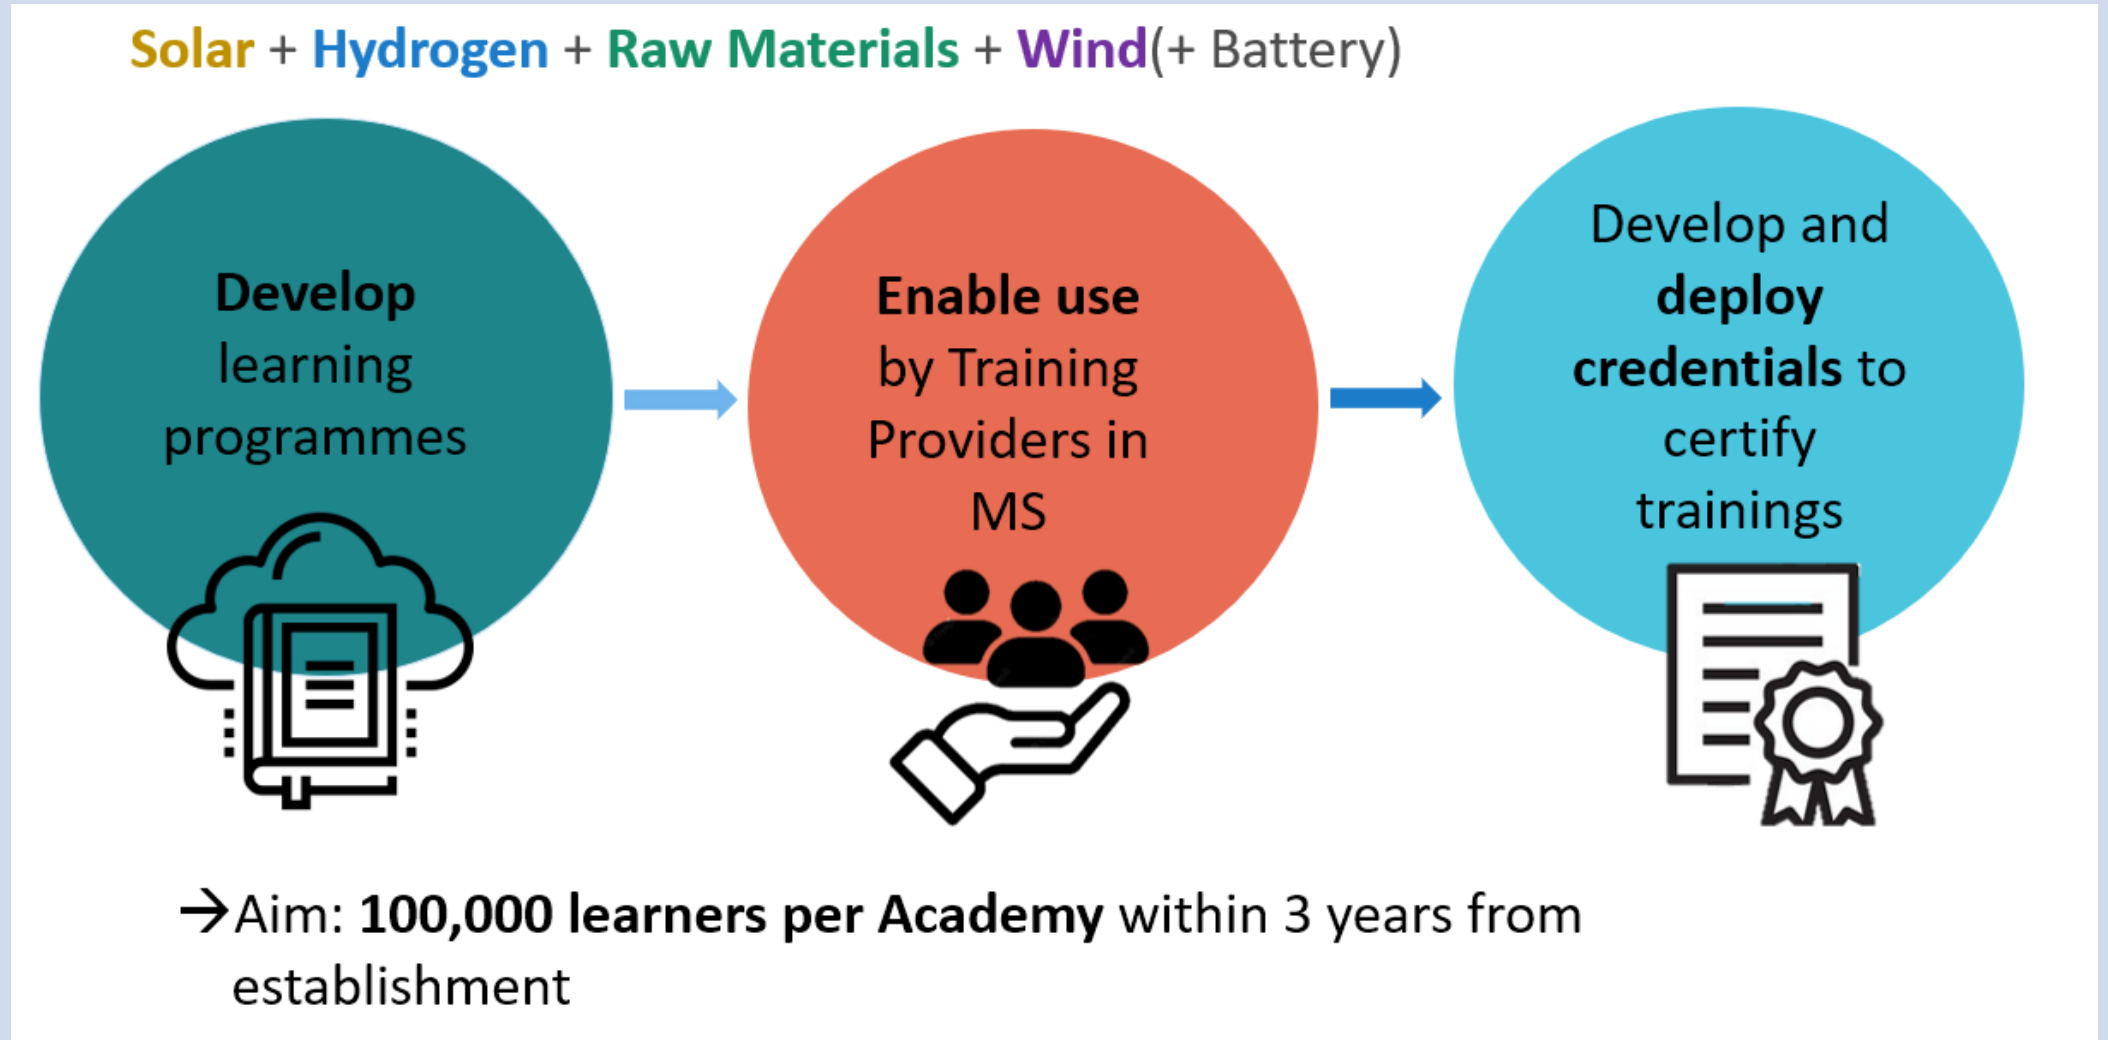 Solar + Hydrogen + Raw Materials + Wind(+ Battery)
Develop
learning
programmes
Enable use
by Training
Providers in
MS
Develop and
deploy
credentials to
certify
trainings
→Aim: 100,000 learners per Academy within 3 years from
establishment